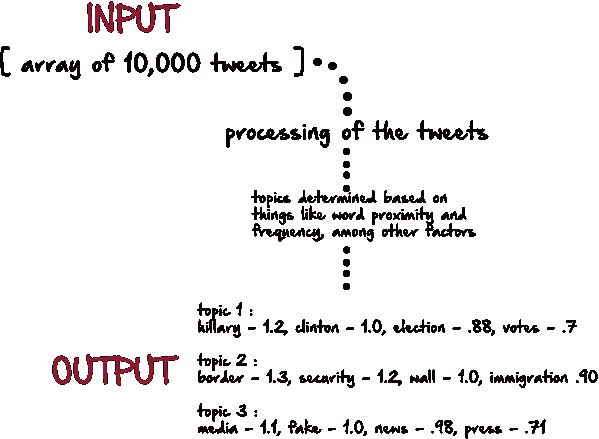 INPUT
[ array of 10,000 tweets ]
processing of the tweets
topics determined based on
things like word proximity and
frequency, among other factors
topic 1 :
hillary - 1.2, clinton - 1.0, election - .88, votes - .7
OUTPUT
topic 2 :
border - 1.3, security - 1.2, wall - 1.0, immigration .90
topic 3 :
media - 1.1, fake - 1.0, news - .98, press - .71